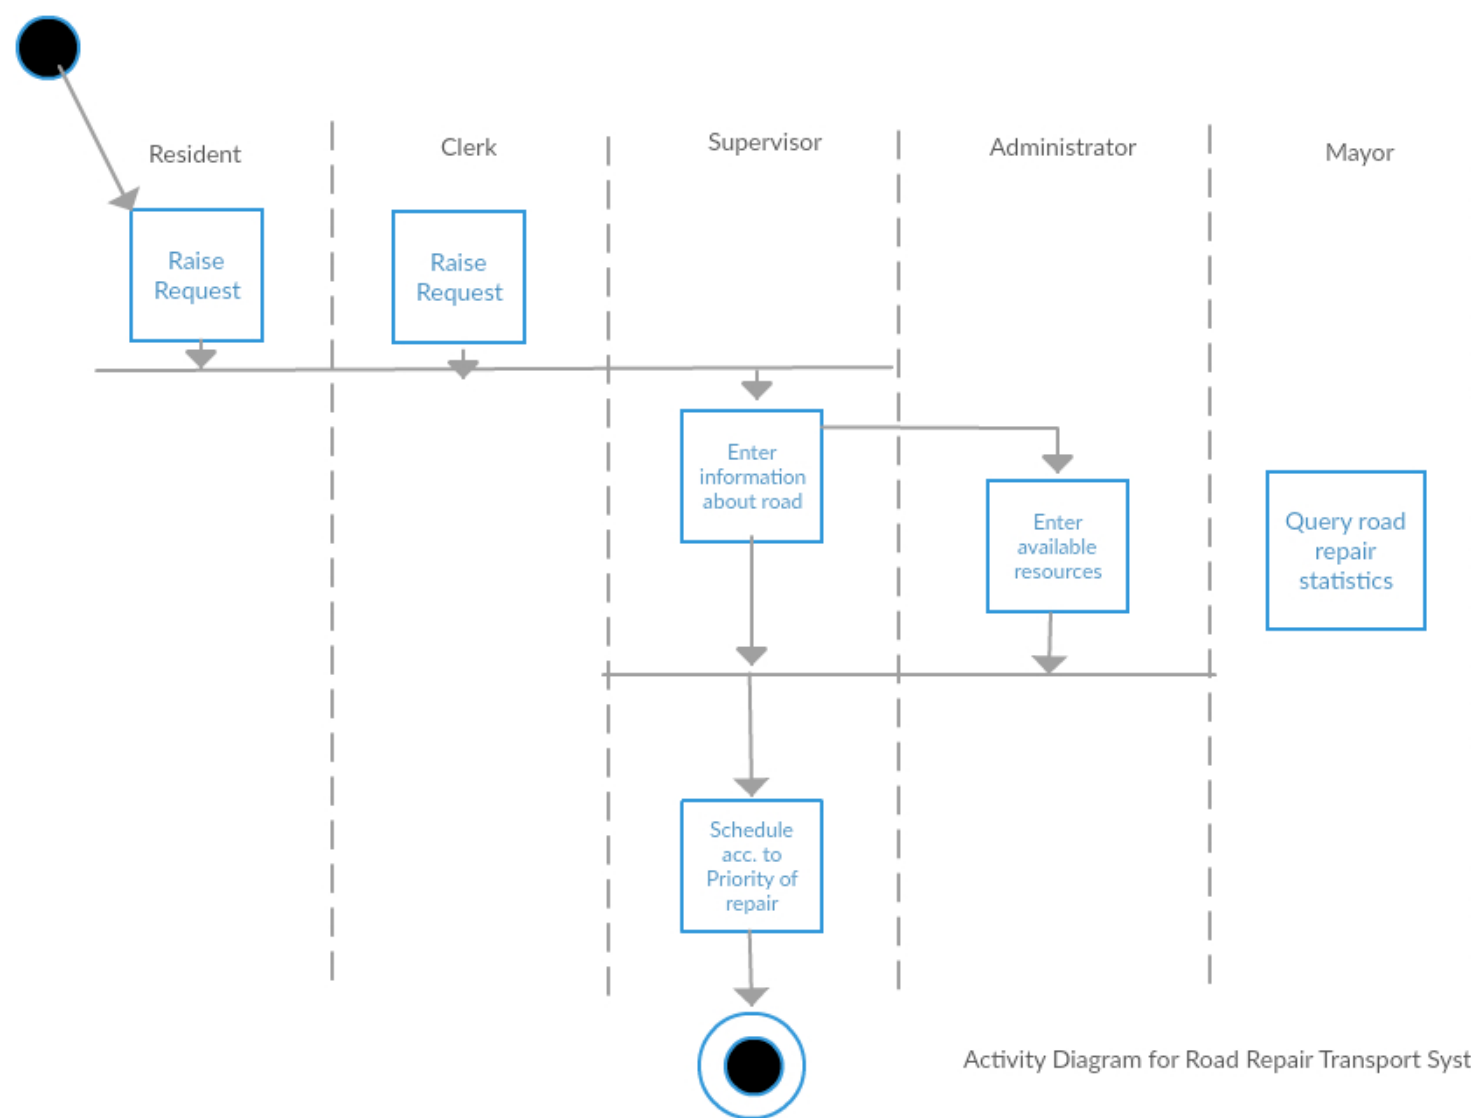 Resident
Clerk
Supervisor
Administrator
Mayor
Raise
Request
Raise
Request
Enter
information
about road
Enter
available
resources
Query road
repair
statistics
Schedule
acc. to
Priority of
repair
Activity Diagram for Road Repair Transport Syst